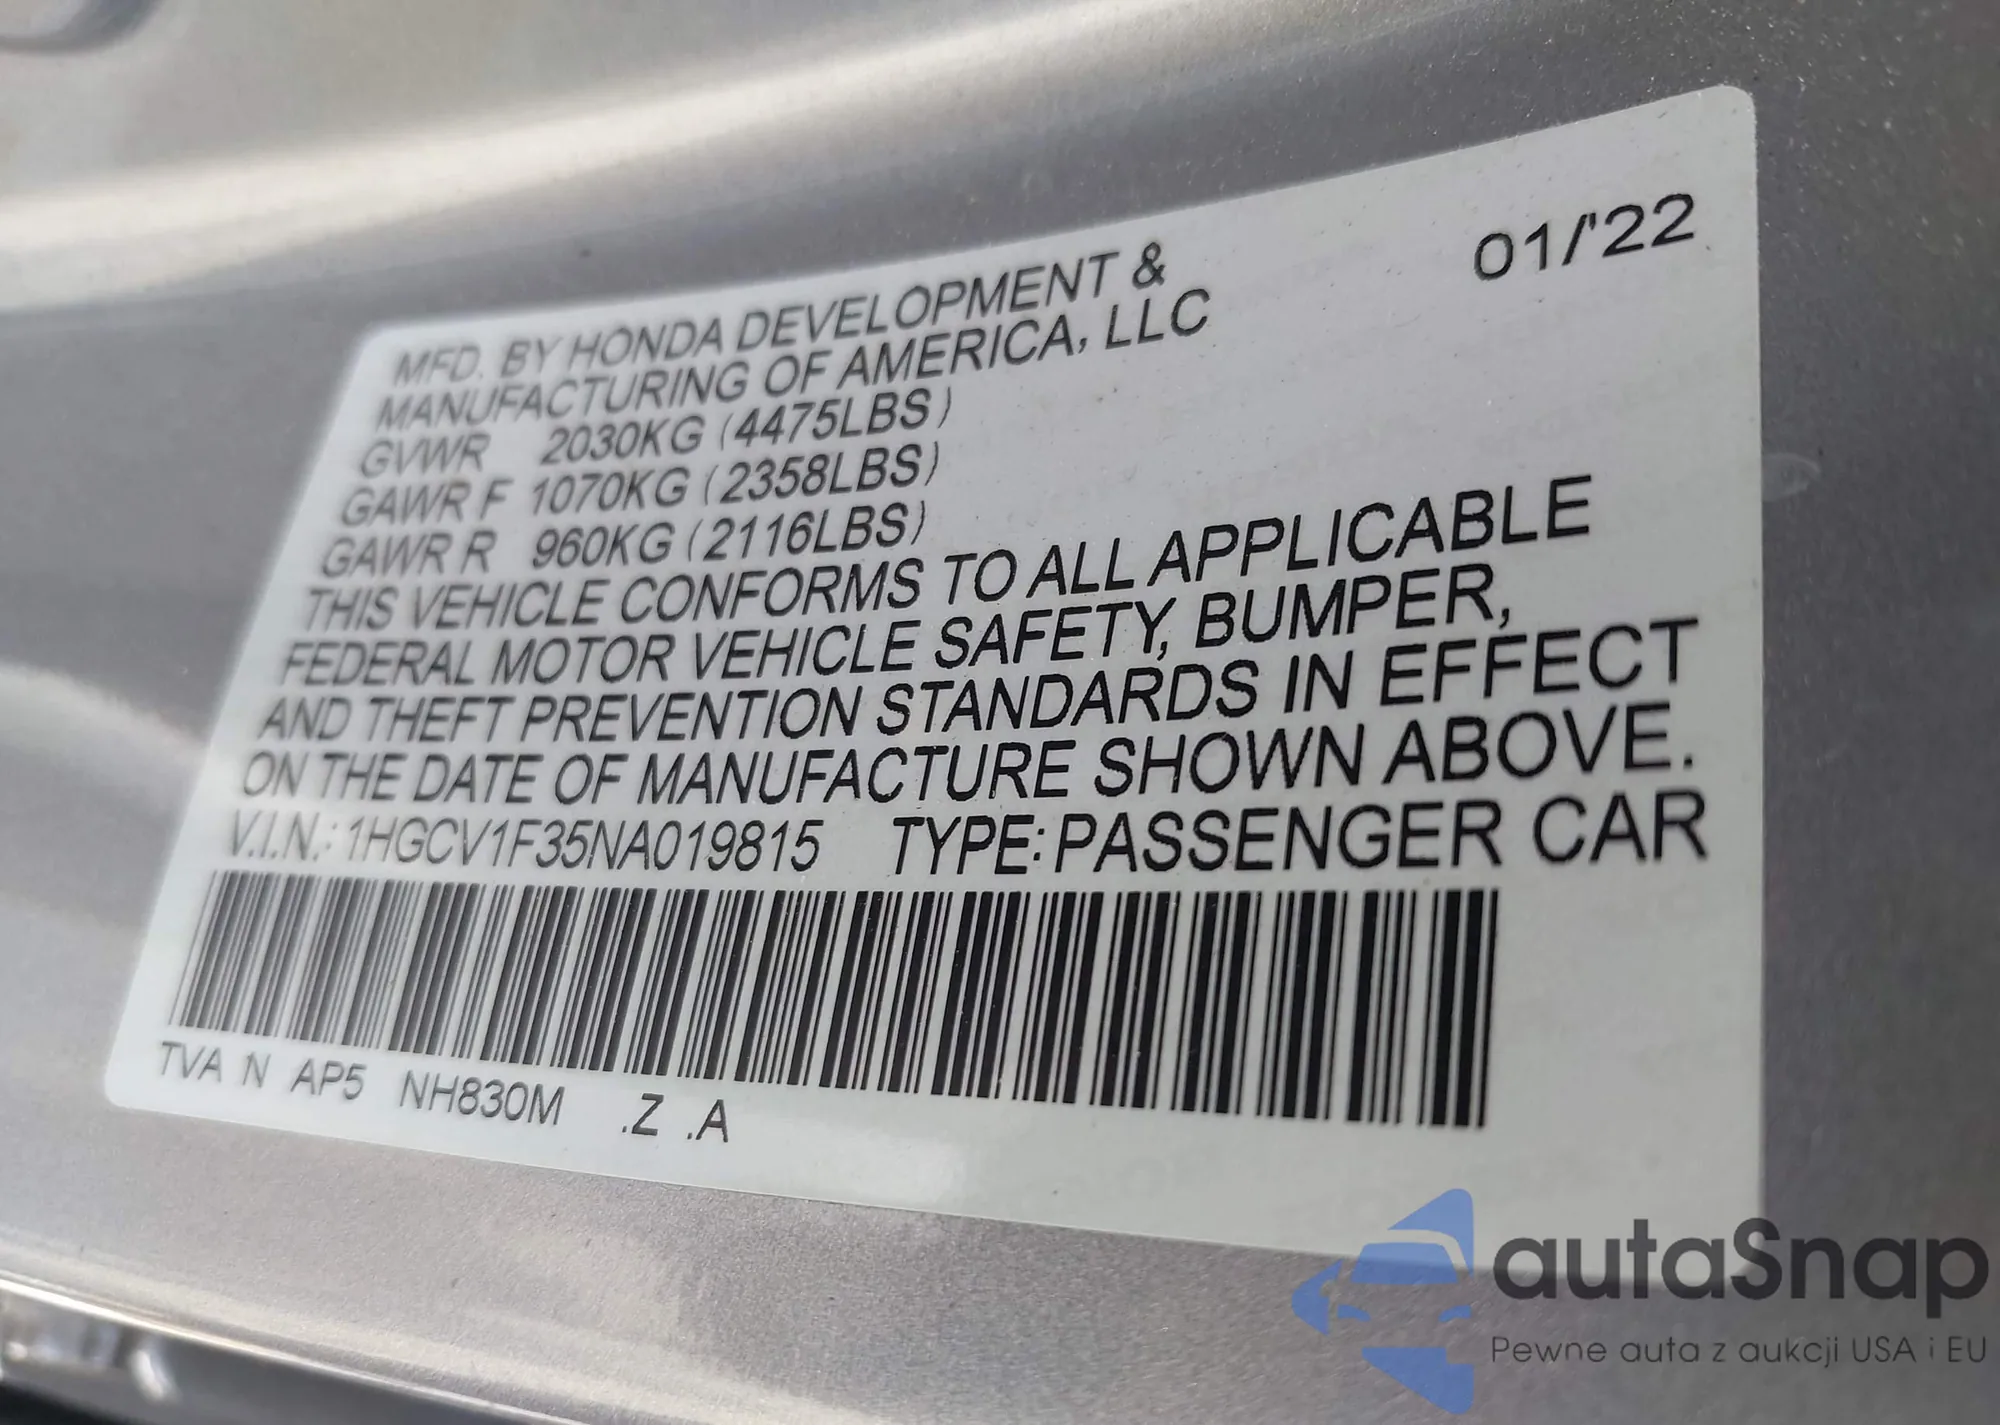 01/'22
MFD. BY HONDA DEVELOPMENT &
MANUFACTURING OF AMERICA, LLC
GVWR 2030KG (4475LBS)
GAWR F 1070KG (2358LBS)
GAWR R 960KG (2116LBS)
THIS VEHICLE CONFORMS TO ALL APPLICABLE
FEDERAL MOTOR VEHICLE SAFETY, BUMPER,
AND THEFT PREVENTION STANDARDS IN EFFECT
ON THE DATE OF MANUFACTURE SHOWN ABOVE.
V.I.N.: 1HGCV1F35NA019815 TYPE: PASSENGER CAR
TVA N AP5 NH830M .Z .A
autaSnap
Pewne auta z aukcji USA i EU